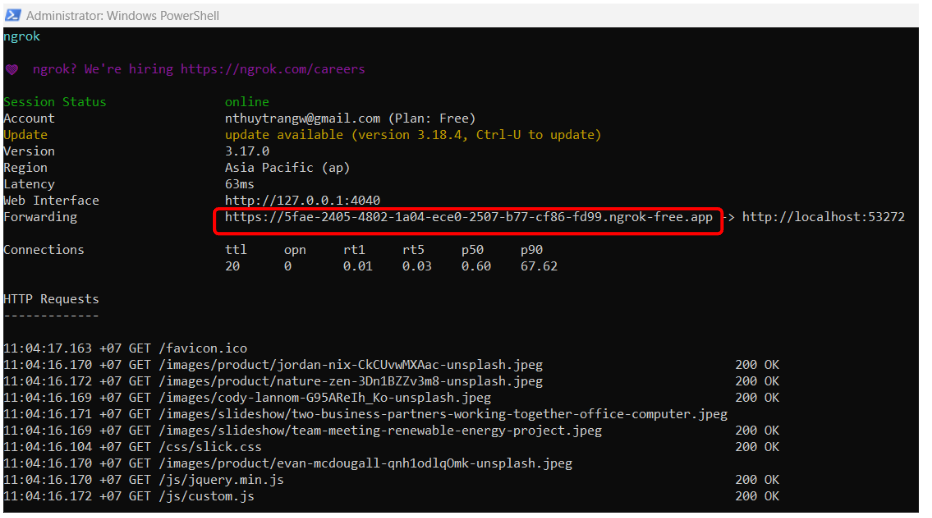 Administrator: Windows PowerShell
ngrok
ngrok? We're hiring https://ngrok.com/careers
Session Status online
Account nthuytrangw@gmail.com (Plan: Free)
Update update available (version 3.18.4, Ctrl-U to update)
Version 3.17.0
Region Asia Pacific (ap)
Latency 63ms
Web Interface http://127.0.0.1:4040
Forwarding https://5fae-2405-4802-1a04-ece0-2507-b77-cf86-fd99.ngrok-free.app -> http://localhost:53272
Connections ttl opn rt1 rt5 p50 p90
20 0 0.01 0.03 0.60 67.62
HTTP Requests
-------------
11:04:17.163 +07 GET /favicon.ico
11:04:16.170 +07 GET /images/product/jordan-nix-CkCUvwMXAac-unsplash.jpeg 200 OK
11:04:16.172 +07 GET /images/product/nature-zen-3Dn1BZZv3m8-unsplash.jpeg 200 OK
11:04:16.169 +07 GET /images/cody-lannom-G95AReIh_Ko-unsplash.jpeg 200 OK
11:04:16.171 +07 GET /images/slideshow/two-business-partners-working-together-office-computer.jpeg
11:04:16.169 +07 GET /images/slideshow/team-meeting-renewable-energy-project.jpeg 200 OK
11:04:16.104 +07 GET /css/slick.css 200 OK
11:04:16.170 +07 GET /images/product/evan-mcdougall-qnh1odlqOmk-unsplash.jpeg
11:04:16.170 +07 GET /js/jquery.min.js 200 OK
11:04:16.172 +07 GET /js/custom.js 200 OK